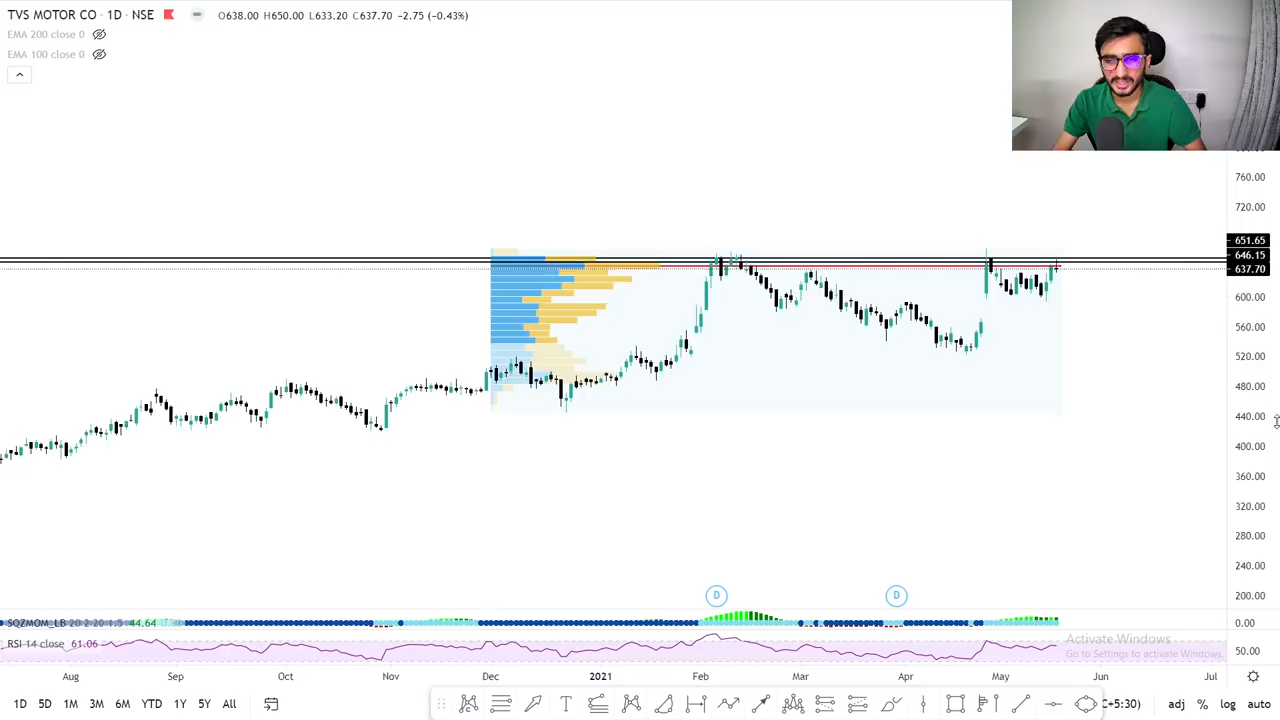 TVS MOTOR CO · 1D · NSE O638.00 H650.00 L633.20 C637.70 −2.75 (−0.43%)
EMA 200 close 0
EMA 100 close 0
760.00
720.00
651.65
646.15
637.70
600.00
560.00
520.00
480.00
440.00
400.00
360.00
320.00
280.00
240.00
200.00
D D
SQZMOM_LB 20 2 20 1.5 44.64 0.00
RSI 14 close 61.06 50.00
Activate Windows
Go to Settings to activate Windows.
Aug Sep Oct Nov Dec 2021 Feb Mar Apr May Jun Jul
1D 5D 1M 3M 6M YTD 1Y 5Y All C+5:30) adj % log auto